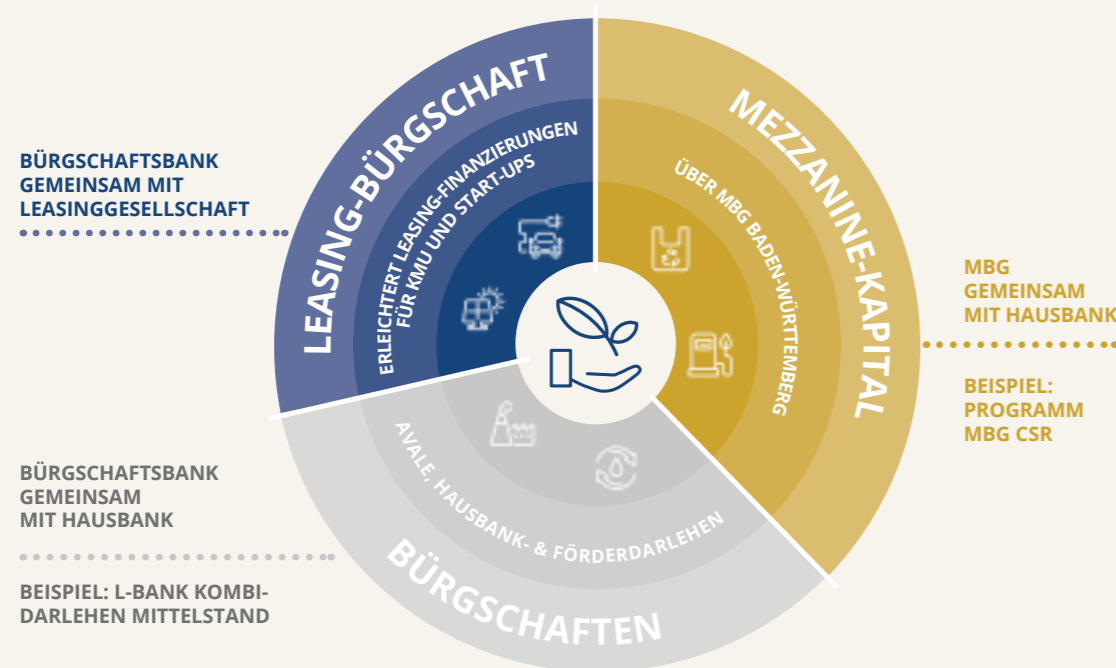 LEASING-BÜRGSCHAFT
ERLEICHTERT LEASING-FINANZIERUNGEN
FÜR KMU UND START-UPS
BÜRGSCHAFTSBANK
GEMEINSAM MIT
LEASINGGESELLSCHAFT
MEZZANINE-KAPITAL
ÜBER MBG BADEN-WÜRTTEMBERG
MBG
GEMEINSAM
MIT HAUSBANK
BEISPIEL:
PROGRAMM
MBG CSR
BÜRGSCHAFTSBANK
GEMEINSAM
MIT HAUSBANK
BEISPIEL: L-BANK KOMBI-
DARLEHEN MITTELSTAND
AVALE, HAUSBANK- & FÖRDERDARLEHEN
BÜRGSCHAFTEN